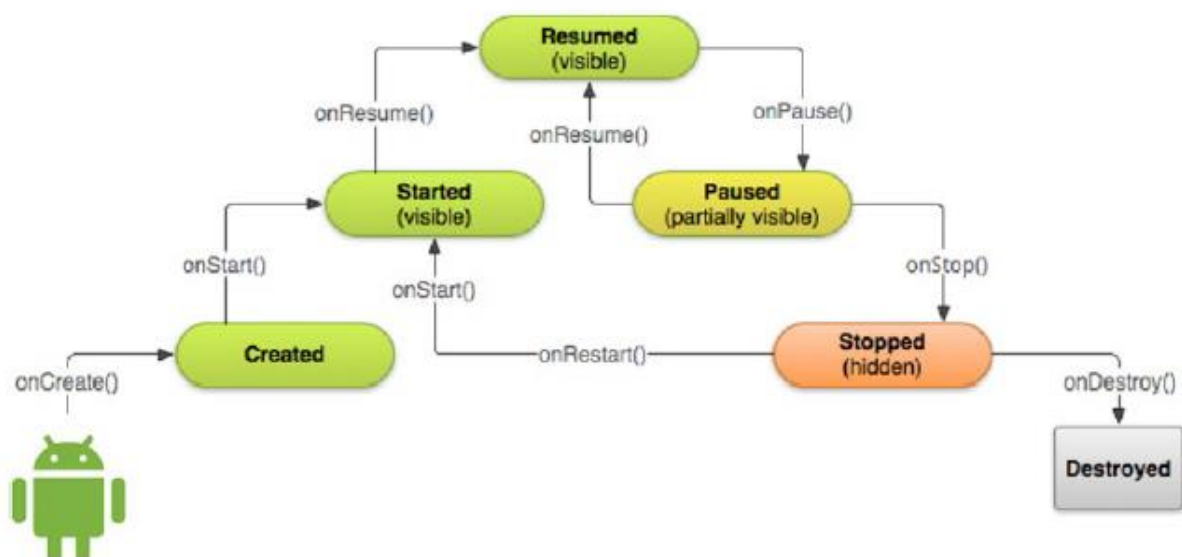 Resumed
(visible)
onResume()
onResume()
onPause()
Started
(visible)
Paused
(partially visible)
onStart()
onStart()
onStop()
Created
onRestart()
Stopped
(hidden)
onCreate()
onDestroy()
Destroyed